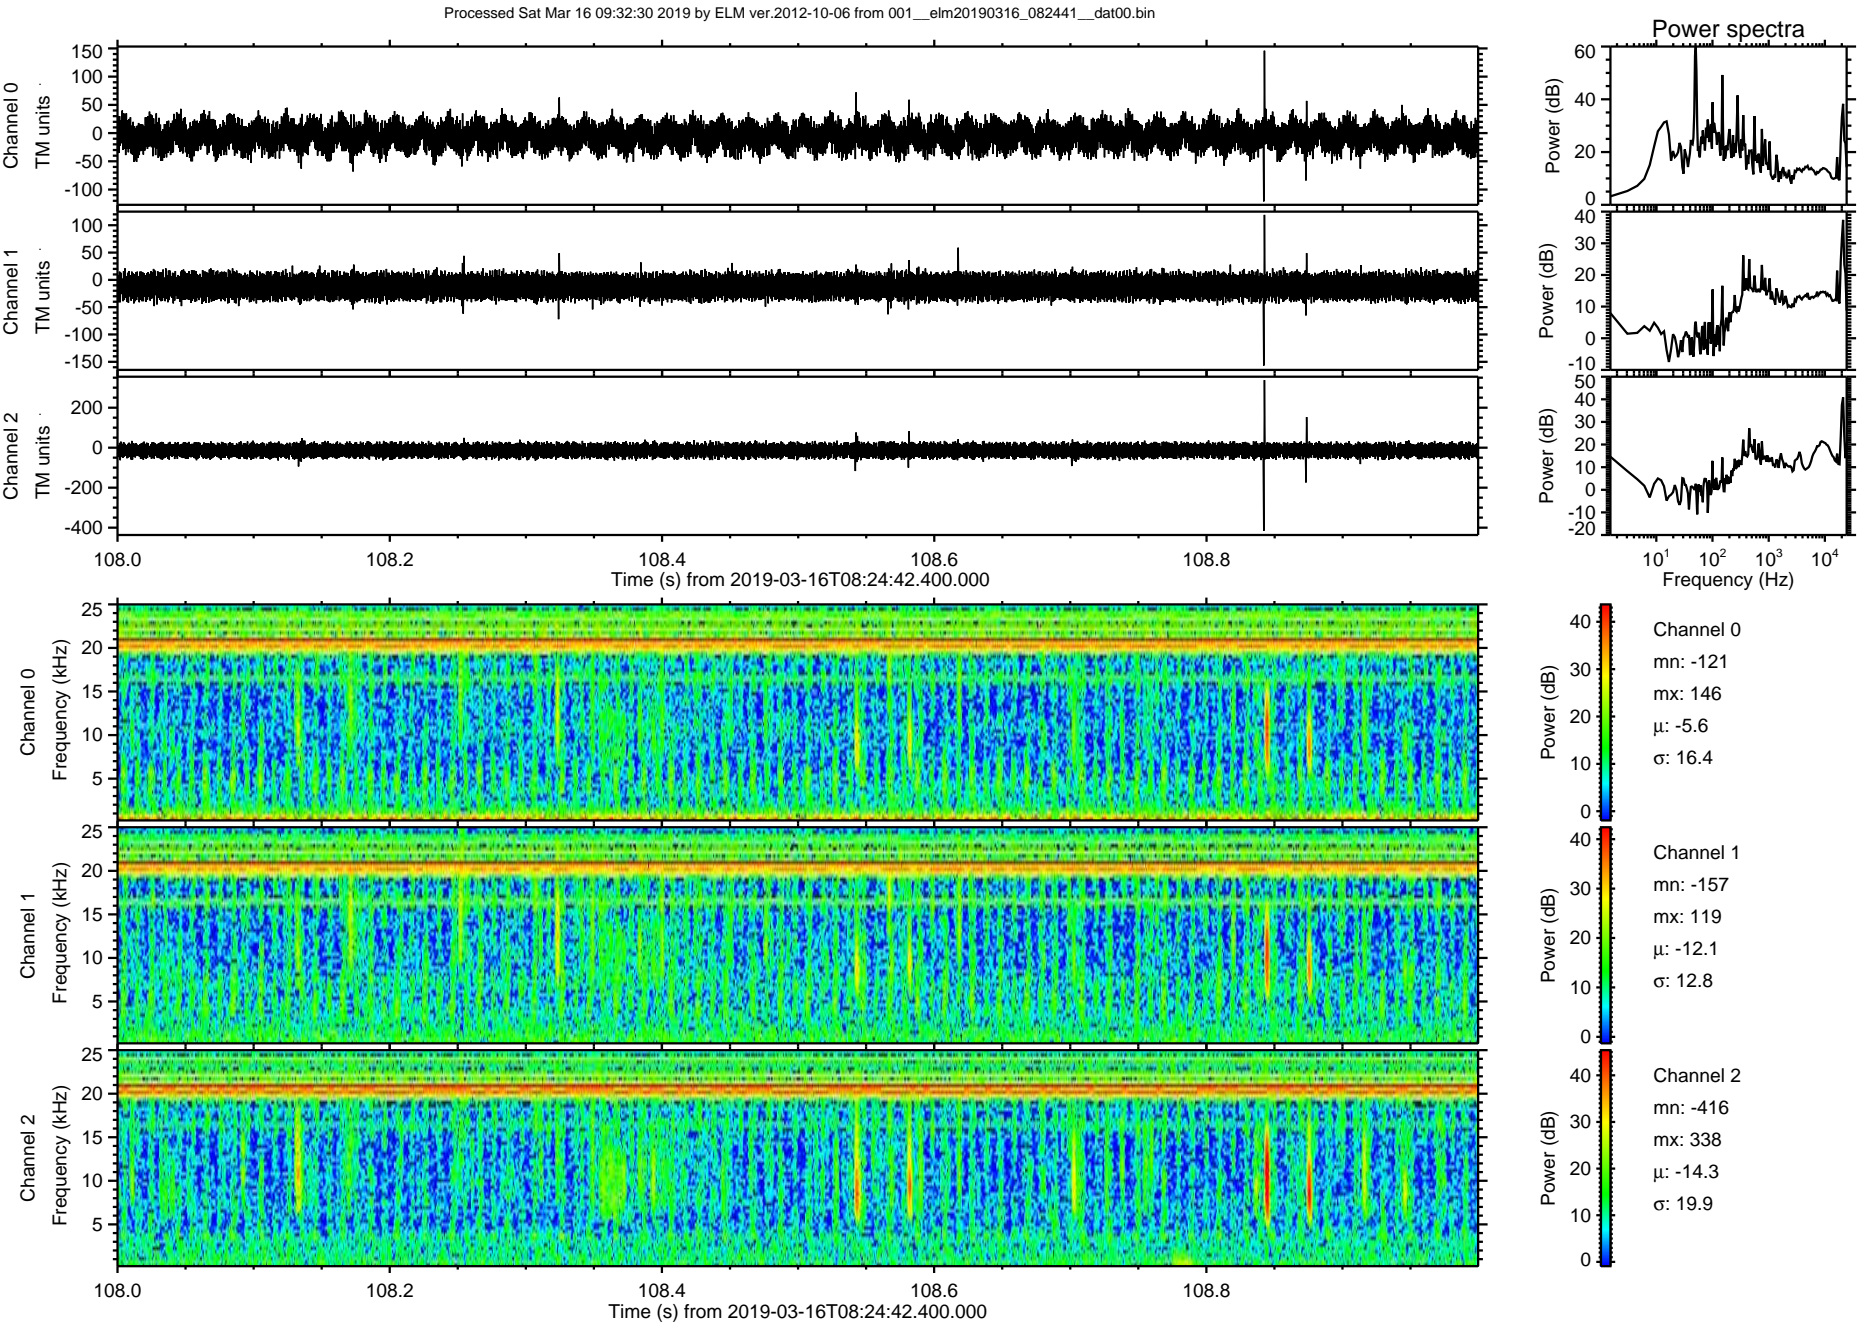 Processed Sat Mar 16 09:32:30 2019 by ELM ver.2012-10-06 from 001__elm20190316_082441__dat00.bin
Power spectra
Channel 0
TM units
150
100
50
0
-50
-100
Power (dB)
60
40
20
0
Channel 1
TM units
100
50
0
-50
-100
-150
Power (dB)
40
30
20
10
0
-10
Channel 2
TM units
200
0
-200
-400
Power (dB)
50
40
30
20
10
0
-10
-20
108.0 108.2 108.4 108.6 108.8
Time (s) from 2019-03-16T08:24:42.400.000
10¹ 10² 10³ 10⁴
Frequency (Hz)
Channel 0
Frequency (kHz)
25
20
15
10
5
Power (dB)
40
30
20
10
0
Channel 0
mn: -121
mx: 146
μ: -5.6
σ: 16.4
Channel 1
Frequency (kHz)
25
20
15
10
5
Power (dB)
40
30
20
10
0
Channel 1
mn: -157
mx: 119
μ: -12.1
σ: 12.8
Channel 2
Frequency (kHz)
25
20
15
10
5
Power (dB)
40
30
20
10
0
Channel 2
mn: -416
mx: 338
μ: -14.3
σ: 19.9
108.0 108.2 108.4 108.6 108.8
Time (s) from 2019-03-16T08:24:42.400.000